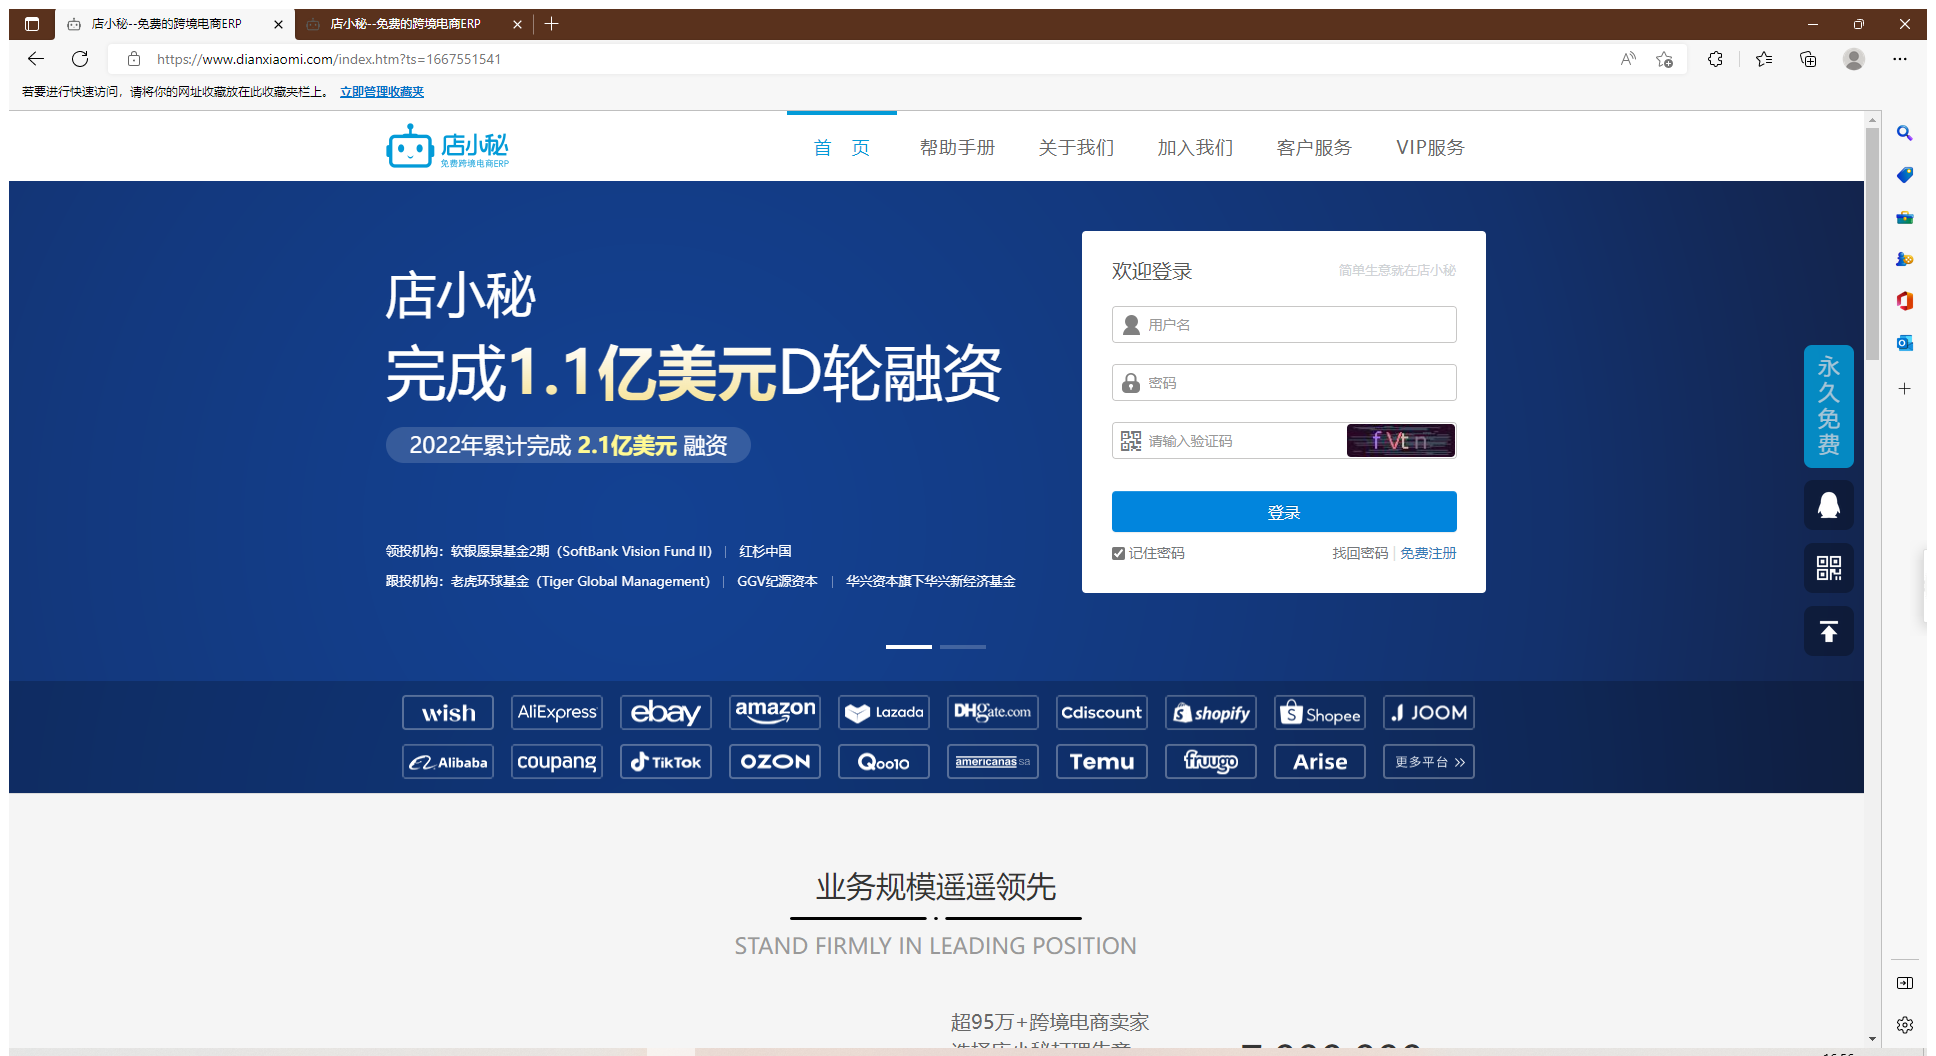 店小秘--免费的跨境电商ERP
店小秘--免费的跨境电商ERP
https://www.dianxiaomi.com/index.htm?ts=1667551541
若要进行快速访问，请将你的网址收藏放在此收藏夹栏上。 立即管理收藏夹
店小秘
免费跨境电商ERP
首 页 帮助手册 关于我们 加入我们 客户服务 VIP服务
店小秘
完成1.1亿美元D轮融资
2022年累计完成 2.1亿美元 融资
领投机构：软银愿景基金2期（SoftBank Vision Fund II） | 红杉中国
跟投机构：老虎环球基金（Tiger Global Management） | GGV纪源资本 | 华兴资本旗下华兴新经济基金
欢迎登录 简单生意就在店小秘
用户名
密码
请输入验证码 fVtn
登录
记住密码 找回密码 | 免费注册
永久免费
wish AliExpress ebay amazon Lazada DHgate.com Cdiscount shopify Shopee JOOM
Alibaba coupang TikTok OZON Qoo10 americanas sa Temu fruugo Arise 更多平台 >>
业务规模遥遥领先
STAND FIRMLY IN LEADING POSITION
超95万+跨境电商卖家